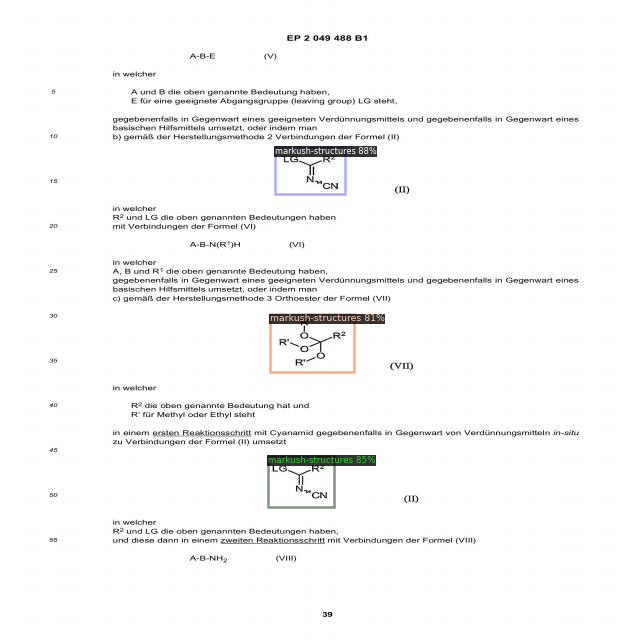 EP 2 049 488 B1
A-B-E (V)
in welcher
5 A und B die oben genannte Bedeutung haben,
E für eine geeignete Abgangsgruppe (leaving group) LG steht,
gegebenenfalls in Gegenwart eines geeigneten Verdünnungsmittels und gegebenenfalls in Gegenwart eines
basischen Hilfsmittels umsetzt, oder indem man
10 b) gemäß der Herstellungsmethode 2 Verbindungen der Formel (II)
markush-structures 88%
LG R²
N
CN
15 (II)
in welcher
R² und LG die oben genannten Bedeutungen haben
20 mit Verbindungen der Formel (VI)
A-B-N(R¹)H (VI)
in welcher
25 A, B und R¹ die oben genannte Bedeutung haben,
gegebenenfalls in Gegenwart eines geeigneten Verdünnungsmittels und gegebenenfalls in Gegenwart eines
basischen Hilfsmittels umsetzt, oder indem man
c) gemäß der Herstellungsmethode 3 Orthoester der Formel (VII)
30
markush-structures 81%
O R²
R' O
O
R'
35 (VII)
in welcher
40 R² die oben genannte Bedeutung hat und
R' für Methyl oder Ethyl steht
in einem ersten Reaktionsschritt mit Cyanamid gegebenenfalls in Gegenwart von Verdünnungsmitteln in-situ
zu Verbindungen der Formel (II) umsetzt
45
markush-structures 85%
LG R²
N
CN
50 (II)
in welcher
R² und LG die oben genannten Bedeutungen haben,
55 und diese dann in einem zweiten Reaktionsschritt mit Verbindungen der Formel (VIII)
A-B-NH₂ (VIII)
39